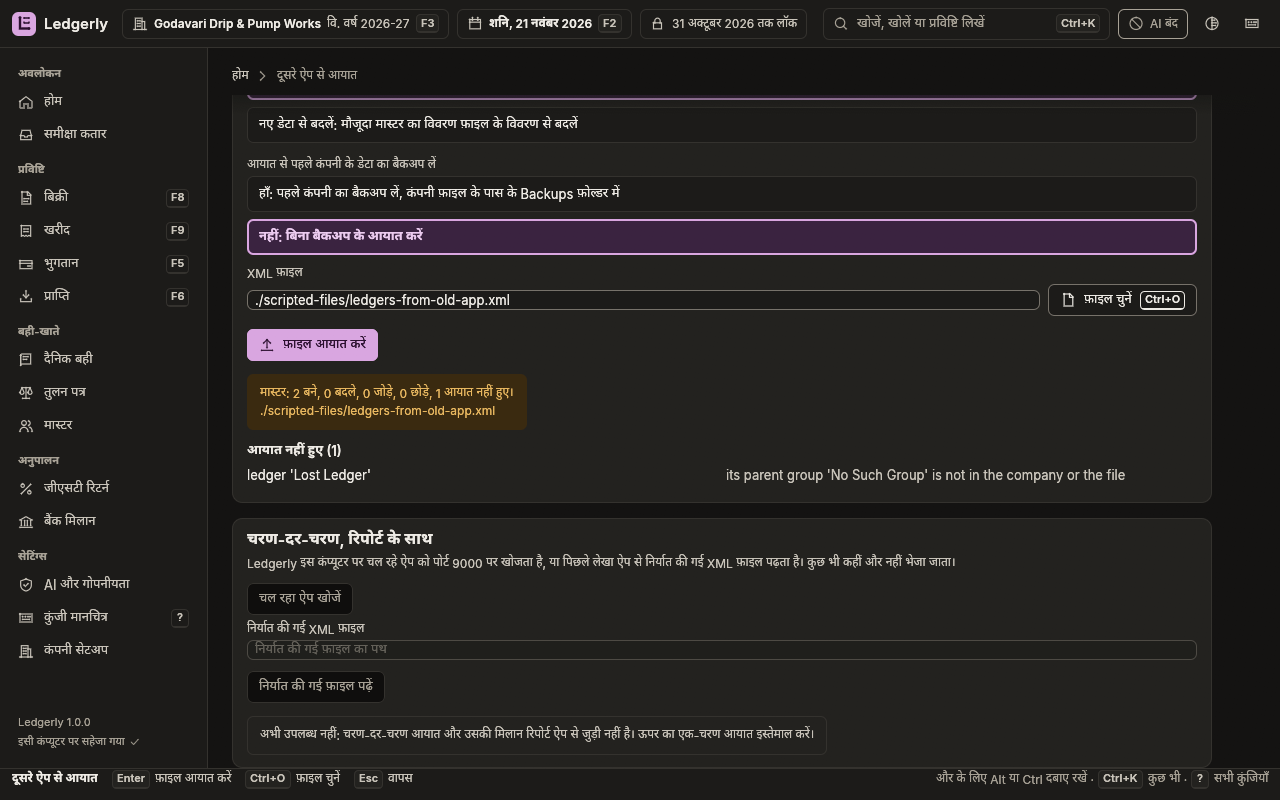 Ledgerly
Godavari Drip & Pump Works वि. वर्ष 2026-27 F3
शनि, 21 नवंबर 2026 F2
31 अक्टूबर 2026 तक लॉक
खोजें, खोलें या प्रविष्टि लिखें Ctrl+K
AI बंद
अवलोकन
होम
समीक्षा कतार
प्रविष्टि
बिक्री F8
खरीद F9
भुगतान F5
प्राप्ति F6
बही-खाते
दैनिक बही
तुलन पत्र
मास्टर
अनुपालन
जीएसटी रिटर्न
बैंक मिलान
सेटिंग्स
AI और गोपनीयता
कुंजी मानचित्र ?
कंपनी सेटअप
Ledgerly 1.0.0
इसी कंप्यूटर पर सहेजा गया
होम
दूसरे ऐप से आयात
नए डेटा से बदलें: मौजूदा मास्टर का विवरण फ़ाइल के विवरण से बदलें
आयात से पहले कंपनी के डेटा का बैकअप लें
हाँ: पहले कंपनी का बैकअप लें, कंपनी फ़ाइल के पास के Backups फ़ोल्डर में
नहीं: बिना बैकअप के आयात करें
XML फ़ाइल
./scripted-files/ledgers-from-old-app.xml
फ़ाइल चुनें Ctrl+O
फ़ाइल आयात करें
मास्टर: 2 बने, 0 बदले, 0 जोड़े, 0 छोड़े, 1 आयात नहीं हुए।
./scripted-files/ledgers-from-old-app.xml
आयात नहीं हुए (1)
ledger 'Lost Ledger' its parent group 'No Such Group' is not in the company or the file
चरण-दर-चरण, रिपोर्ट के साथ
Ledgerly इस कंप्यूटर पर चल रहे ऐप को पोर्ट 9000 पर खोजता है, या पिछले लेखा ऐप से निर्यात की गई XML फ़ाइल पढ़ता है। कुछ भी कहीं और नहीं भेजा जाता।
चल रहा ऐप खोजें
निर्यात की गई XML फ़ाइल
निर्यात की गई फ़ाइल का पथ
निर्यात की गई फ़ाइल पढ़ें
अभी उपलब्ध नहीं: चरण-दर-चरण आयात और उसकी मिलान रिपोर्ट ऐप से जुड़ी नहीं है। ऊपर का एक-चरण आयात इस्तेमाल करें।
दूसरे ऐप से आयात Enter फ़ाइल आयात करें Ctrl+O फ़ाइल चुनें Esc वापस
और के लिए Alt या Ctrl दबाए रखें · Ctrl+K कुछ भी · ? सभी कुंजियाँ